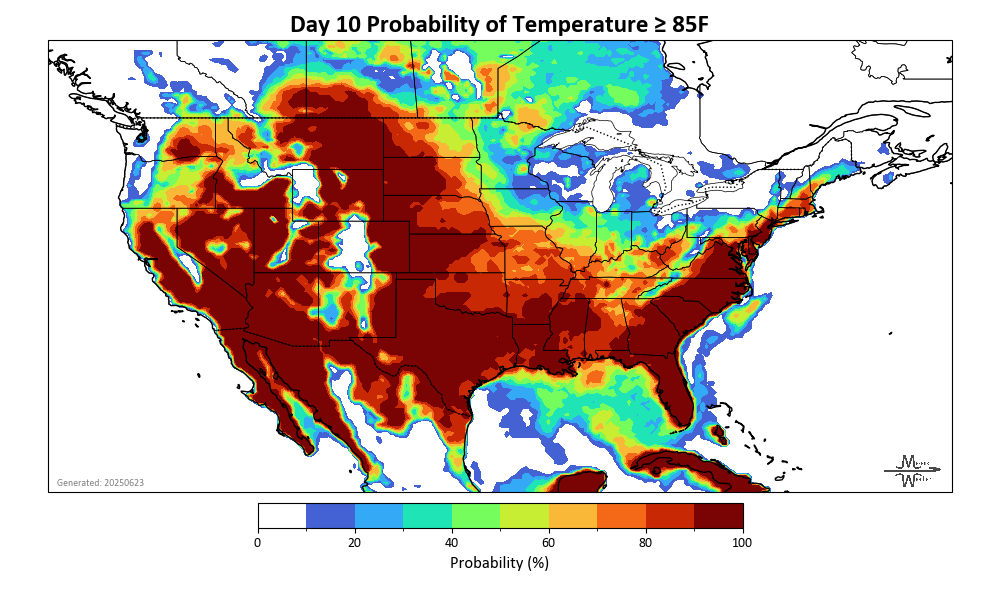 Day 10 Probability of Temperature ≥ 85F
Generated: 20250623
0 20 40 60 80 100
Probability (%)